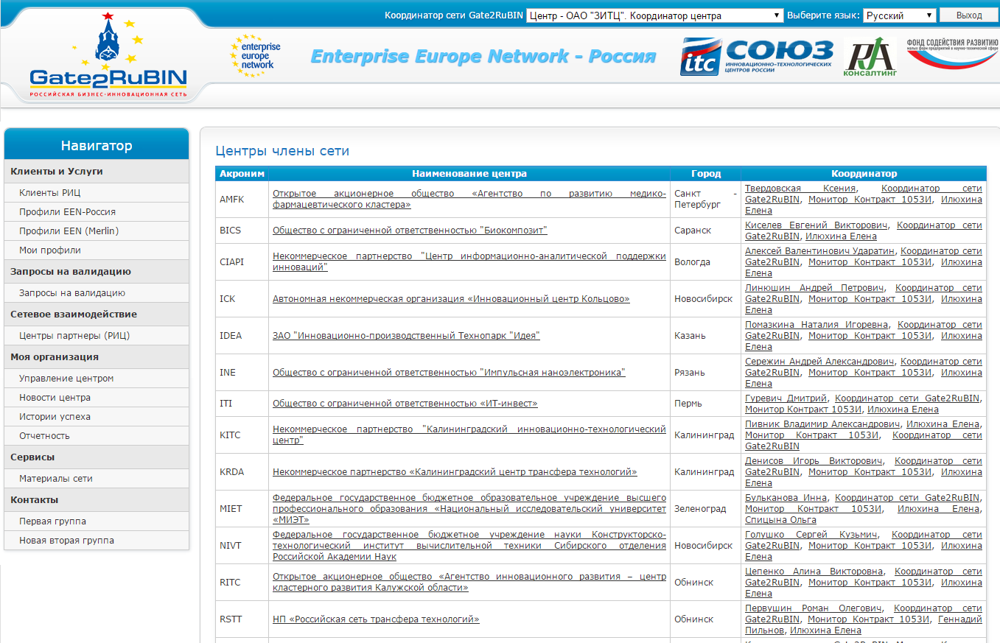 Координатор сети Gate2RuBIN Центр - ОАО "ЗИТЦ". Координатор центра Выберите язык: Русский Выход
Gate2RuBIN
РОССИЙСКАЯ БИЗНЕС-ИННОВАЦИОННАЯ СЕТЬ
enterprise
europe
network
Enterprise Europe Network - Россия
itc
СОЮЗ
ИННОВАЦИОННО-ТЕХНОЛОГИЧЕСКИХ
ЦЕНТРОВ РОССИИ
КОНСАЛТИНГ
ФОНД СОДЕЙСТВИЯ РАЗВИТИЮ
малых форм предприятий в научно-технической сфере
Навигатор
Клиенты и Услуги
Клиенты РИЦ
Профили EEN-Россия
Профили EEN (Merlin)
Мои профили
Запросы на валидацию
Запросы на валидацию
Сетевое взаимодействие
Центры партнеры (РИЦ)
Моя организация
Управление центром
Новости центра
Истории успеха
Отчетность
Сервисы
Материалы сети
Контакты
Первая группа
Новая вторая группа
Центры члены сети
Акроним Наименование центра Город Координатор
AMFK
Открытое акционерное общество «Агентство по развитию медико-
фармацевтического кластера»
Санкт -
Петербург
Твердовская Ксения, Координатор сети
Gate2RuBIN, Монитор Контракт 1053И, Илюхина
Елена
BICS
Общество с ограниченной ответственностью "Биокомпозит"
Саранск
Киселев Евгений Викторович, Координатор сети
Gate2RuBIN, Илюхина Елена
CIAPI
Некоммерческое партнерство "Центр информационно-аналитической поддержки
инноваций"
Вологда
Алексей Валентинович Ударатин, Координатор сети
Gate2RuBIN, Монитор Контракт 1053И, Илюхина
Елена
ICK
Автономная некоммерческая организация «Инновационный центр Кольцово»
Новосибирск
Линюшин Андрей Петрович, Координатор сети
Gate2RuBIN, Монитор Контракт 1053И, Илюхина
Елена
IDEA
ЗАО "Инновационно-производственный Технопарк "Идея"
Казань
Помазкина Наталия Игоревна, Координатор сети
Gate2RuBIN, Монитор Контракт 1053И, Илюхина
Елена
INE
Общество с ограниченной ответственностью "Импульсная наноэлектроника"
Рязань
Сережин Андрей Александрович, Координатор сети
Gate2RuBIN, Монитор Контракт 1053И, Илюхина
Елена
ITI
Общество с ограниченной ответственностью «ИТ-инвест»
Пермь
Гуревич Дмитрий, Координатор сети Gate2RuBIN,
Монитор Контракт 1053И, Илюхина Елена
KITC
Некоммерческое партнерство "Калининградский инновационно-технологический
центр"
Калининград
Пивник Владимир Александрович, Илюхина Елена,
Монитор Контракт 1053И, Координатор сети
Gate2RuBIN
KRDA
Некоммерческое партнерство «Калининградский центр трансфера технологий»
Калининград
Денисов Игорь Викторович, Координатор сети
Gate2RuBIN, Монитор Контракт 1053И, Илюхина
Елена
MIET
Федеральное государственное бюджетное образовательное учреждение высшего
профессионального образования «Национальный исследовательский университет
«МИЭТ»
Зеленоград
Бульканова Инна, Координатор сети Gate2RuBIN,
Монитор Контракт 1053И, Илюхина Елена,
Спицына Ольга
NIVT
Федеральное государственное бюджетное учреждение науки Конструкторско-
технологический институт вычислительной техники Сибирского отделения
Российской Академии Наук
Новосибирск
Голушко Сергей Кузьмич, Координатор сети
Gate2RuBIN, Монитор Контракт 1053И, Илюхина
Елена
RITC
Открытое акционерное общество «Агентство инновационного развития – центр
кластерного развития Калужской области»
Обнинск
Цепенко Алина Викторовна, Координатор сети
Gate2RuBIN, Монитор Контракт 1053И, Илюхина
Елена
RSTT
НП «Российская сеть трансфера технологий»
Обнинск
Первушин Роман Олегович, Координатор сети
Gate2RuBIN, Монитор Контракт 1053И, Геннадий
Пильнов, Илюхина Елена